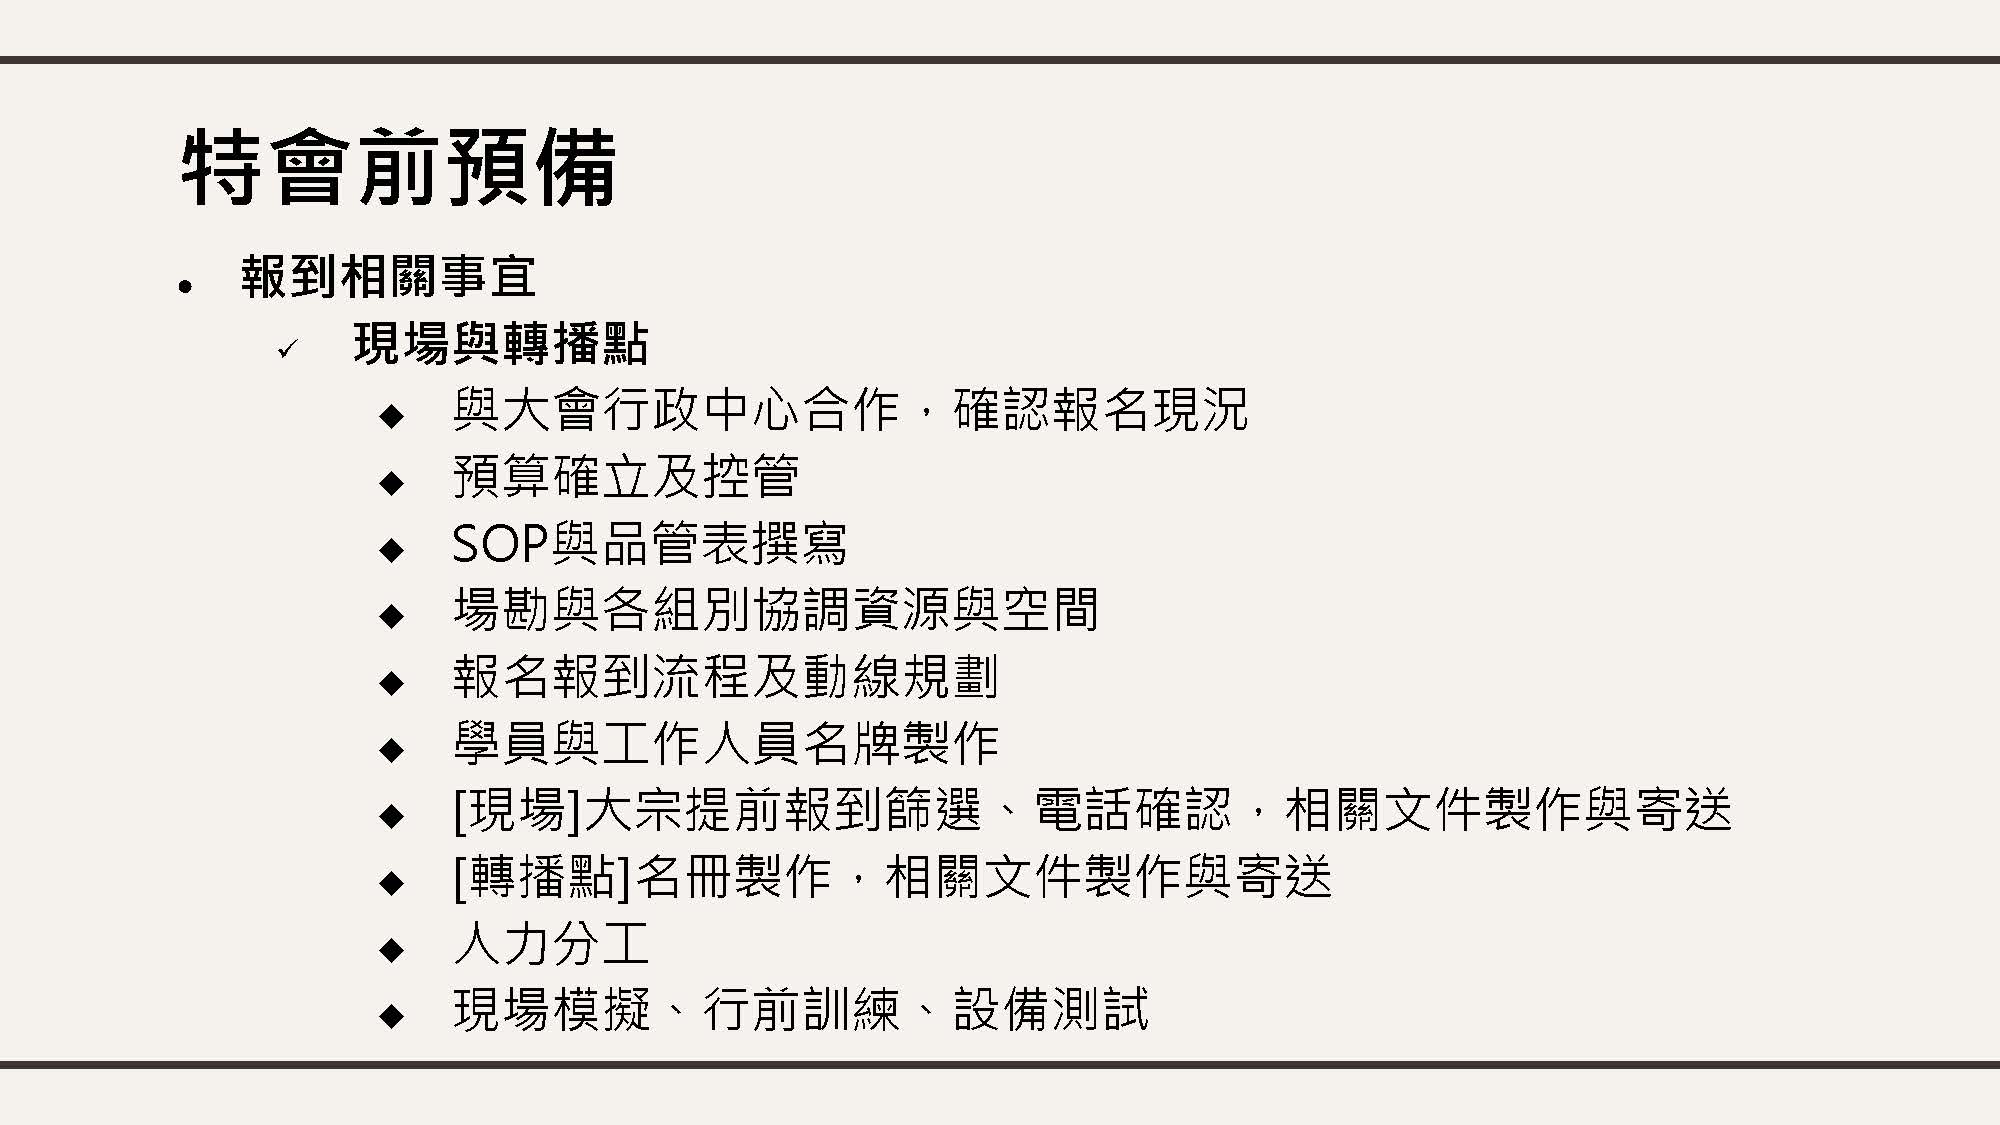 特會前預備
● 報到相關事宜
✓ 現場與轉播點
◆ 與大會行政中心合作，確認報名現況
◆ 預算確立及控管
◆ SOP與品管表撰寫
◆ 場勘與各組別協調資源與空間
◆ 報名報到流程及動線規劃
◆ 學員與工作人員名牌製作
◆ [現場]大宗提前報到篩選、電話確認，相關文件製作與寄送
◆ [轉播點]名冊製作，相關文件製作與寄送
◆ 人力分工
◆ 現場模擬、行前訓練、設備測試